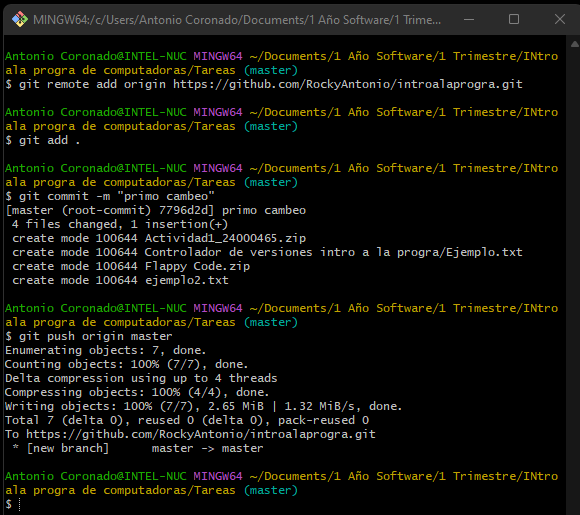 MINGW64:/c/Users/Antonio Coronado/Documents/1 Año Software/1 Trime...
Antonio Coronado@INTEL-NUC MINGW64 ~/Documents/1 Año Software/1 Trimestre/INtro
ala progra de computadoras/Tareas (master)
$ git remote add origin https://github.com/RockyAntonio/introalaprogra.git
Antonio Coronado@INTEL-NUC MINGW64 ~/Documents/1 Año Software/1 Trimestre/INtro
ala progra de computadoras/Tareas (master)
$ git add .
Antonio Coronado@INTEL-NUC MINGW64 ~/Documents/1 Año Software/1 Trimestre/INtro
ala progra de computadoras/Tareas (master)
$ git commit -m "primo cambeo"
[master (root-commit) 7796d2d] primo cambeo
4 files changed, 1 insertion(+)
create mode 100644 Actividad1_24000465.zip
create mode 100644 Controlador de versiones intro a la progra/Ejemplo.txt
create mode 100644 Flappy Code.zip
create mode 100644 ejemplo2.txt
Antonio Coronado@INTEL-NUC MINGW64 ~/Documents/1 Año Software/1 Trimestre/INtro
ala progra de computadoras/Tareas (master)
$ git push origin master
Enumerating objects: 7, done.
Counting objects: 100% (7/7), done.
Delta compression using up to 4 threads
Compressing objects: 100% (4/4), done.
Writing objects: 100% (7/7), 2.65 MiB | 1.32 MiB/s, done.
Total 7 (delta 0), reused 0 (delta 0), pack-reused 0
To https://github.com/RockyAntonio/introalaprogra.git
* [new branch]      master -> master
Antonio Coronado@INTEL-NUC MINGW64 ~/Documents/1 Año Software/1 Trimestre/INtro
ala progra de computadoras/Tareas (master)
$